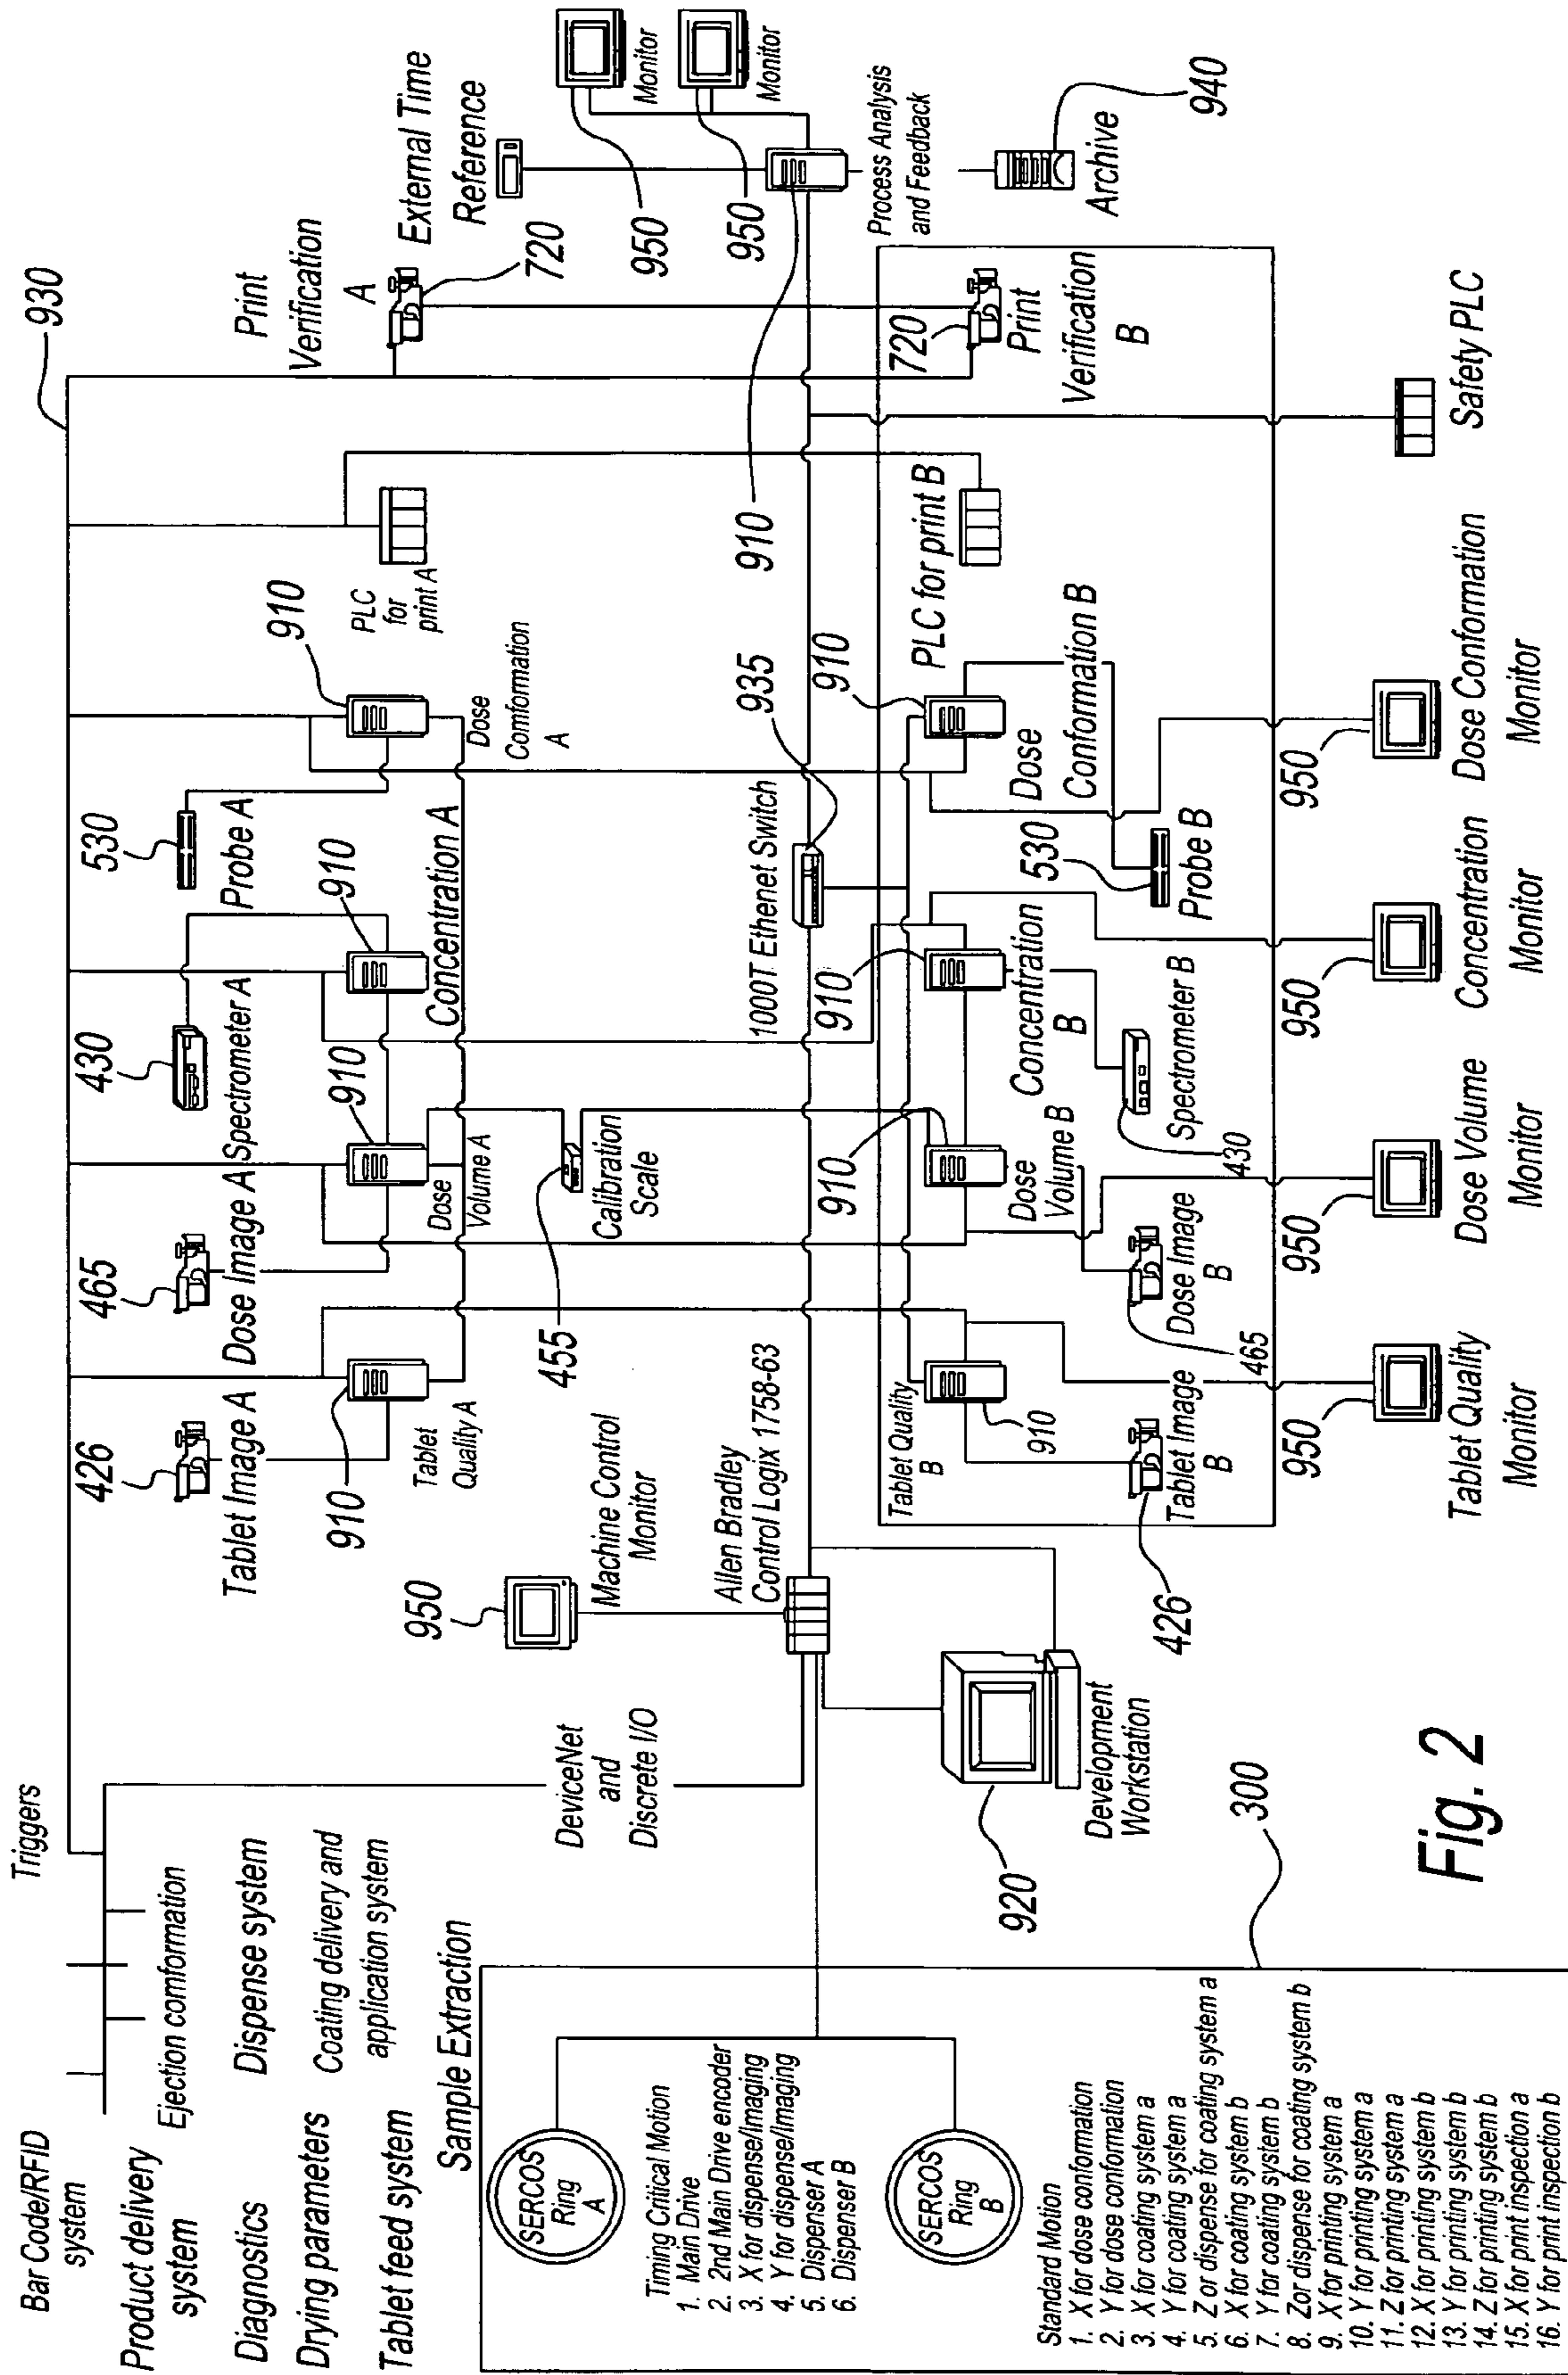 Bar Code/RFID
system
Triggers
930
Product delivery
system
Ejection comformation
Diagnostics
Dispense system
Drying parameters
Coating delivery and
application system
Tablet feed system
Sample Extraction
SERCOS
Ring
A
Timing Critical Motion
1. Main Drive
2. 2nd Main Drive encoder
3. X for dispense/imaging
4. Y for dispense/imaging
5. Dispenser A
6. Dispenser B
SERCOS
Ring
B
Standard Motion
1. X for dose conformation
2. Y for dose conformation
3. X for coating system a
4. Y for coating system a
5. Z or dispense for coating system a
6. X for coating system b
7. Y for coating system b
8. Zor dispense for coating system b
9. X for printing system a
10. Y for printing system a
11. Z for printing system a
12. X for printing system b
13. Y for printing system b
14. Z for printing system b
15. X for print inspection a
16. Y for print inspection b
300
DeviceNet
and
Discrete I/O
950
Machine Control
Monitor
Allen Bradley
Control Logix 1758-63
920
Development
Workstation
426
Tablet Image A
910
Tablet
Quality A
465
Dose Image A
910
Dose
Volume A
455
Calibration
Scale
430
Spectrometer A
910
Concentration A
530
Probe A
910
Dose
Comformation
A
PLC
for
print A
Print
Verification
A
720
External Time
Reference
950
Monitor
950
Monitor
910
Process Analysis
and Feedback
940
Archive
1000T Ethenet Switch
935
Tablet Quality
B
910
Tablet Image
B
426
910
Dose
Volume B
Dose Image
B
465
910
Concentration
B
Spectrometer B
430
910
Dose
Conformation B
530
Probe B
PLC for print B
720
Print
Verification
B
950
Tablet Quality
Monitor
950
Dose Volume
Monitor
950
Concentration
Monitor
950
Dose Conformation
Monitor
Safety PLC
Fig. 2